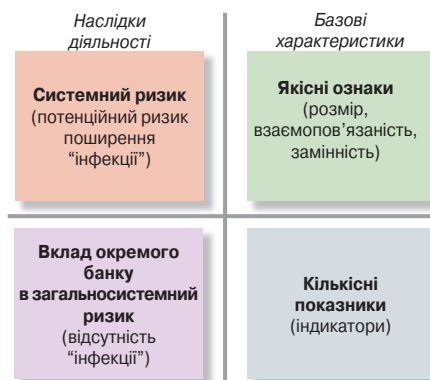 Наслідки
діяльності
Базові
характеристики
Системний ризик
(потенційний ризик
поширення
“інфекції”)
Якісні ознаки
(розмір,
взаємопов’язаність,
замінність)
Вклад окремого
банку
в загальносистемний
ризик
(відсутність
“інфекції”)
Кількісні
показники
(індикатори)